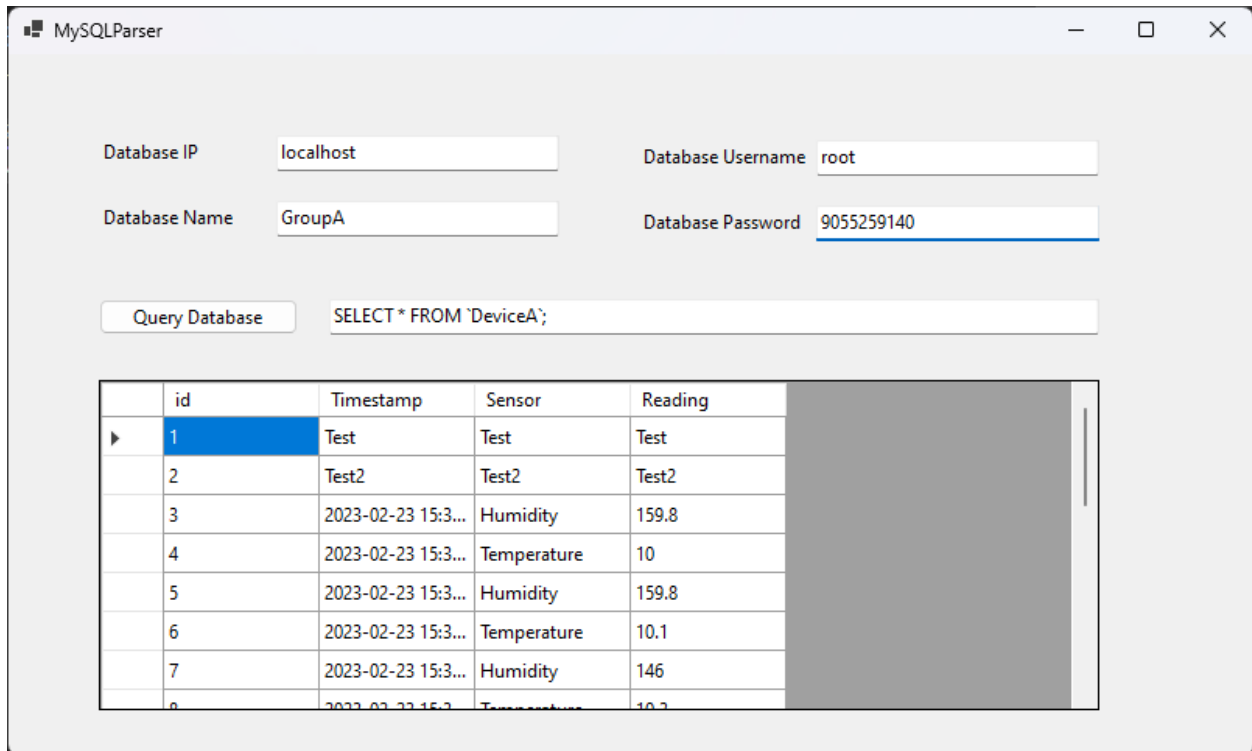 MySQLParser
Database IP localhost Database Username root
Database Name GroupA Database Password 9055259140
Query Database SELECT * FROM `DeviceA`;
id Timestamp Sensor Reading
1 Test Test Test
2 Test2 Test2 Test2
3 2023-02-23 15:3... Humidity 159.8
4 2023-02-23 15:3... Temperature 10
5 2023-02-23 15:3... Humidity 159.8
6 2023-02-23 15:3... Temperature 10.1
7 2023-02-23 15:3... Humidity 146